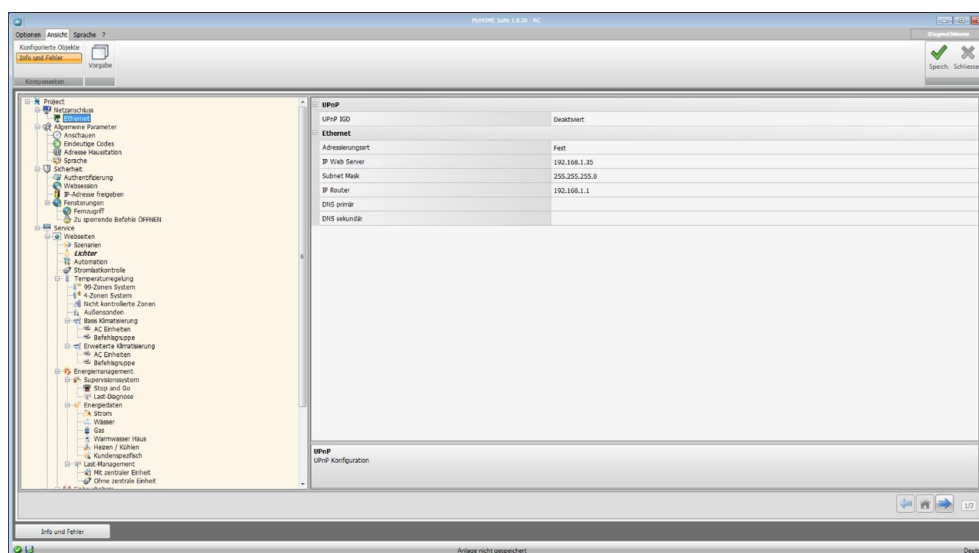 MyHOME Suite 1.0.30 - RC
Optionen Ansicht Sprache ?
Konfigurierte Objekte
Info und Fehler
Vorgabe
Speich. Schliesse
Komponenten
Project
Netzanschluss
Ethernet
Allgemeine Parameter
Anschauen
Eindeutige Codes
Adresse Hausstation
Sprache
Sicherheit
Authentifizierung
Websession
IP-Adresse freigeben
Fensterungen
Fernzugriff
Zu sperrende Befehle ÖFFNEN
Service
Webseiten
Szenarien
Lichter
Automation
Stromlastkontrolle
Temperaturregelung
99-Zonen System
4-Zonen System
Nicht kontrollierte Zonen
Außensonden
Basis Klimatisierung
AC Einheiten
Befehlsgruppe
Erweiterte Klimatisierung
AC Einheiten
Befehlsgruppe
Energiemanagement
Supervisionssystem
Stop and Go
Last-Diagnose
Energiedaten
Strom
Wasser
Gas
Warmwasser Haus
Heizen / Kühlen
Kundenspezifisch
Last-Management
Mit zentraler Einheit
Ohne zentrale Einheit
UPnP
UPnP IGD Deaktiviert
Ethernet
Adressierungsart Fest
IP Web Server 192.168.1.35
Subnet Mask 255.255.255.0
IP Router 192.168.1.1
DNS primär
DNS sekundär
UPnP
UPnP Konfiguration
1/2
Info und Fehler
Anlage nicht gespeichert
Deut